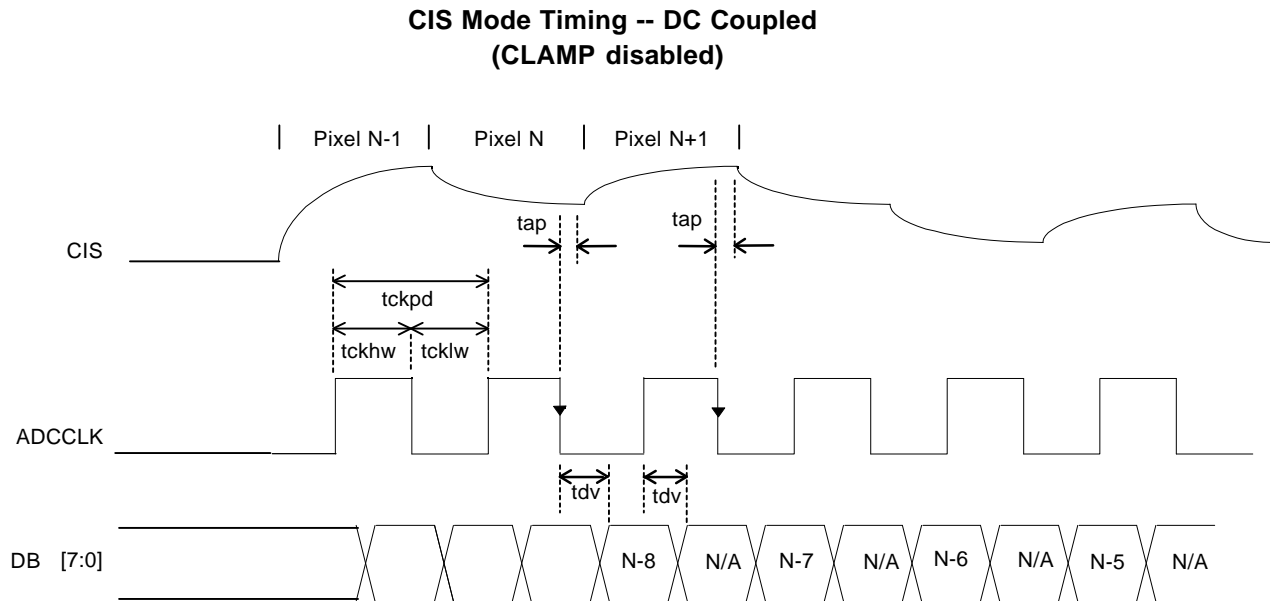 CIS Mode Timing -- DC Coupled
(CLAMP disabled)
Pixel N-1 Pixel N Pixel N+1
tap tap
CIS
tckpd
tckhw tcklw
ADCCLK
tdv tdv
DB [7:0] N-8 N/A N-7 N/A N-6 N/A N-5 N/A